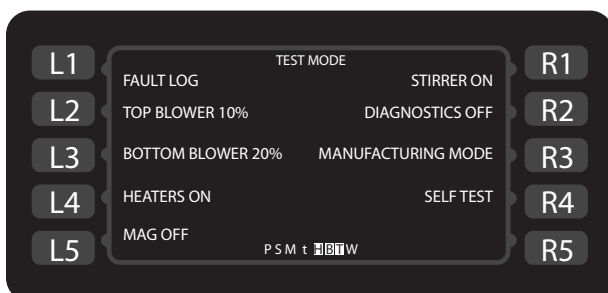 TEST MODE
L1 FAULT LOG STIRRER ON R1
L2 TOP BLOWER 10% DIAGNOSTICS OFF R2
L3 BOTTOM BLOWER 20% MANUFACTURING MODE R3
L4 HEATERS ON SELF TEST R4
L5 MAG OFF R5
P S M t H B T W